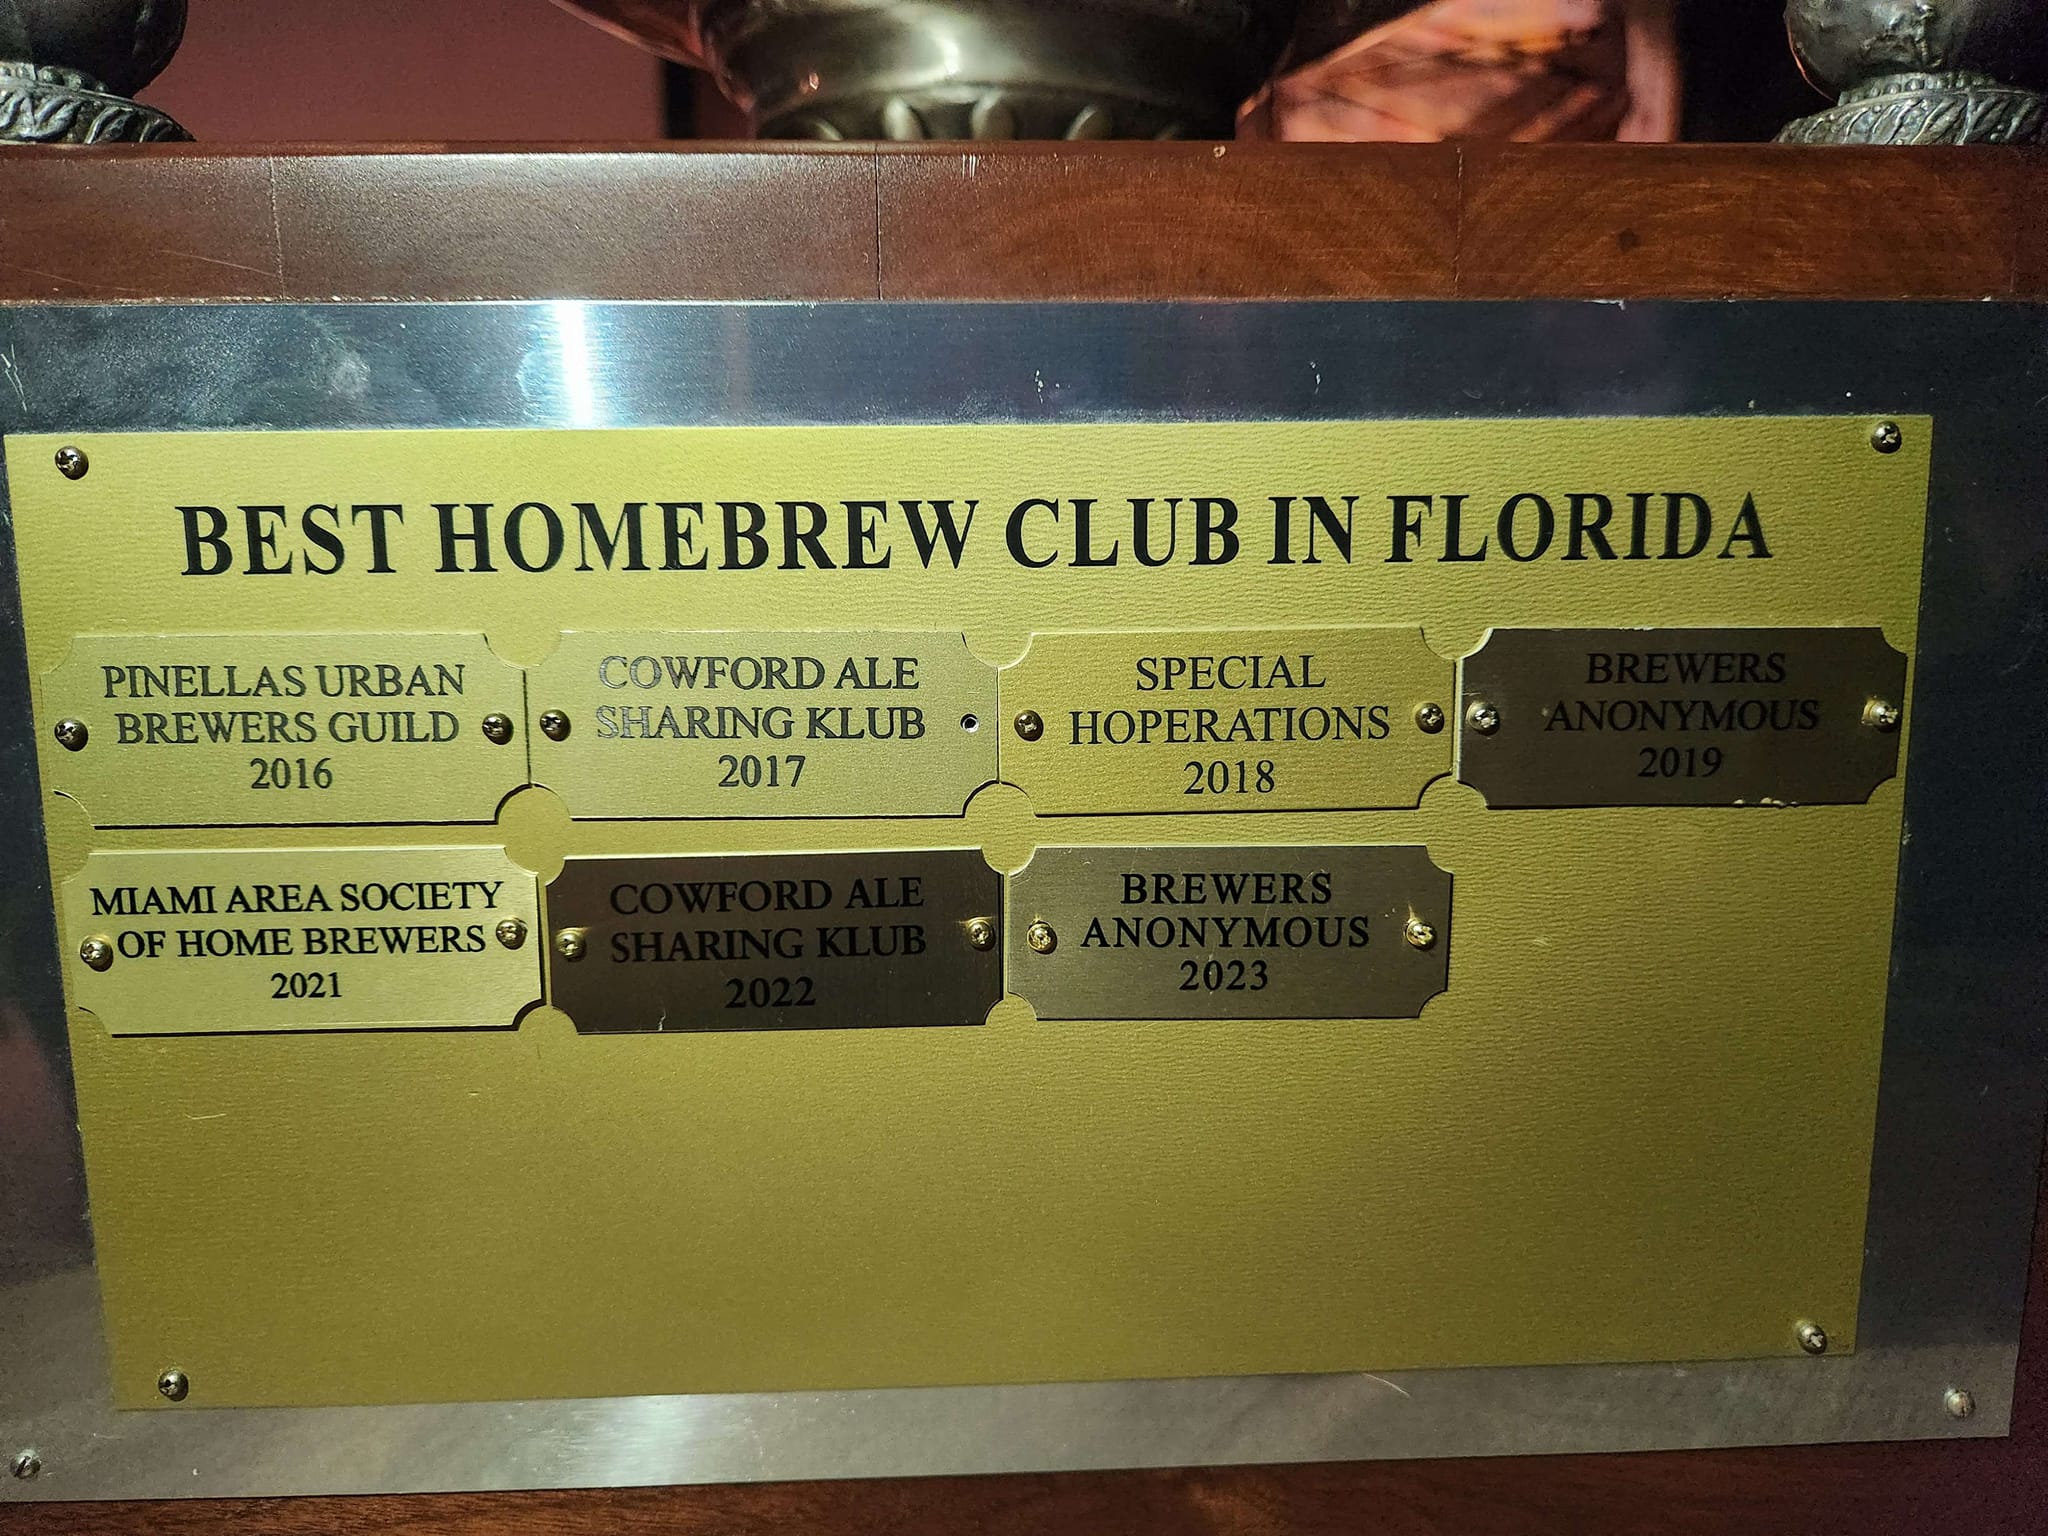 BEST HOMEBREW CLUB IN FLORIDA
PINELLAS URBAN
BREWERS GUILD
2016
COWFORD ALE
SHARING KLUB
2017
SPECIAL
HOPERATIONS
2018
BREWERS
ANONYMOUS
2019
MIAMI AREA SOCIETY
OF HOME BREWERS
2021
COWFORD ALE
SHARING KLUB
2022
BREWERS
ANONYMOUS
2023